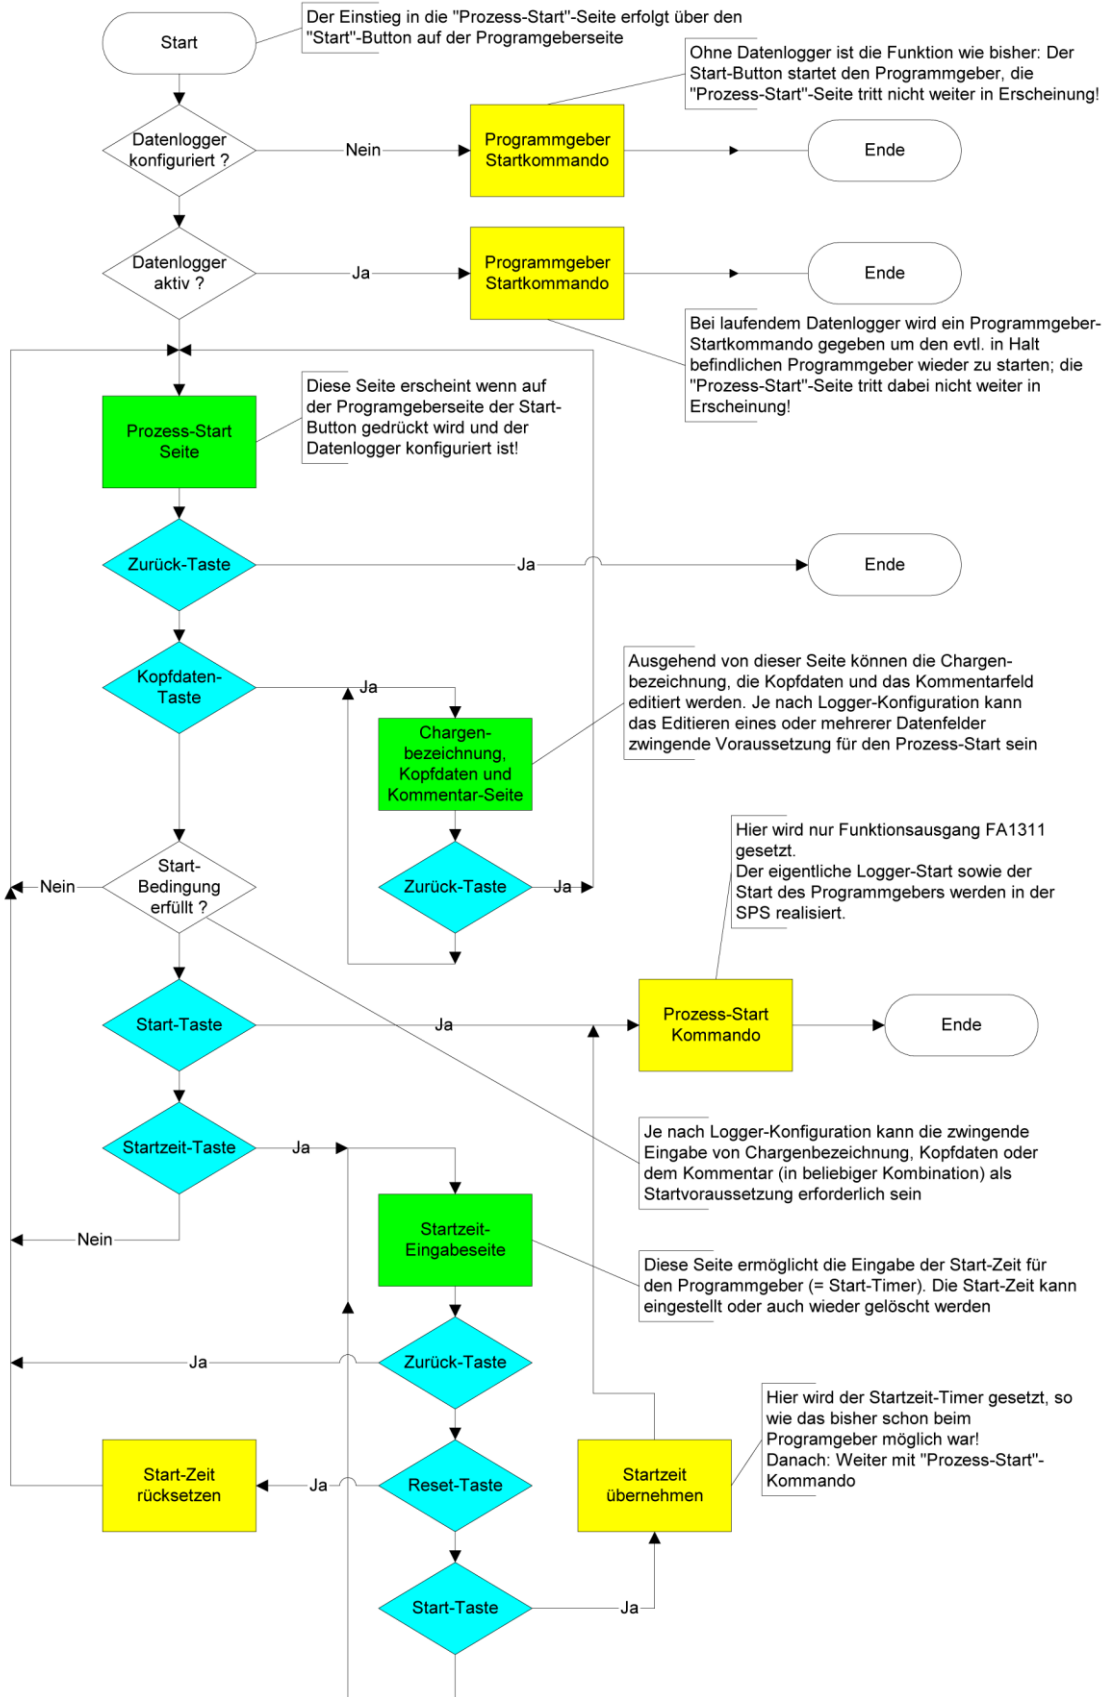 Start
Der Einstieg in die "Prozess-Start"-Seite erfolgt über den
"Start"-Button auf der Programgeberseite
Ohne Datenlogger ist die Funktion wie bisher: Der
Start-Button startet den Programmgeber, die
"Prozess-Start"-Seite tritt nicht weiter in Erscheinung!
Datenlogger
konfiguriert ?
Nein
Programmgeber
Startkommando
Ende
Datenlogger
aktiv ?
Ja
Programmgeber
Startkommando
Ende
Bei laufendem Datenlogger wird ein Programmgeber-
Startkommando gegeben um den evtl. in Halt
befindlichen Programmgeber wieder zu starten; die
"Prozess-Start"-Seite tritt dabei nicht weiter in
Erscheinung!
Diese Seite erscheint wenn auf
der Programgeberseite der Start-
Button gedrückt wird und der
Datenlogger konfiguriert ist!
Prozess-Start
Seite
Zurück-Taste
Ja
Ende
Kopfdaten-
Taste
Ja
Ausgehend von dieser Seite können die Chargen-
bezeichnung, die Kopfdaten und das Kommentarfeld
editiert werden. Je nach Logger-Konfiguration kann
das Editieren eines oder mehrerer Datenfelder
zwingende Voraussetzung für den Prozess-Start sein
Chargen-
bezeichnung,
Kopfdaten und
Kommentar-Seite
Hier wird nur Funktionsausgang FA1311
gesetzt.
Der eigentliche Logger-Start sowie der
Start des Programmgebers werden in der
SPS realisiert.
Nein
Start-
Bedingung
erfüllt ?
Zurück-Taste
Ja
Start-Taste
Ja
Prozess-Start
Kommando
Ende
Startzeit-Taste
Ja
Je nach Logger-Konfiguration kann die zwingende
Eingabe von Chargenbezeichnung, Kopfdaten oder
dem Kommentar (in beliebiger Kombination) als
Startvoraussetzung erforderlich sein
Nein
Startzeit-
Eingabeseite
Diese Seite ermöglicht die Eingabe der Start-Zeit für
den Programmgeber (= Start-Timer). Die Start-Zeit kann
eingestellt oder auch wieder gelöscht werden
Ja
Zurück-Taste
Hier wird der Startzeit-Timer gesetzt, so
wie das bisher schon beim
Programgeber möglich war!
Danach: Weiter mit "Prozess-Start"-
Kommando
Start-Zeit
rücksetzen
Ja
Reset-Taste
Startzeit
übernehmen
Start-Taste
Ja